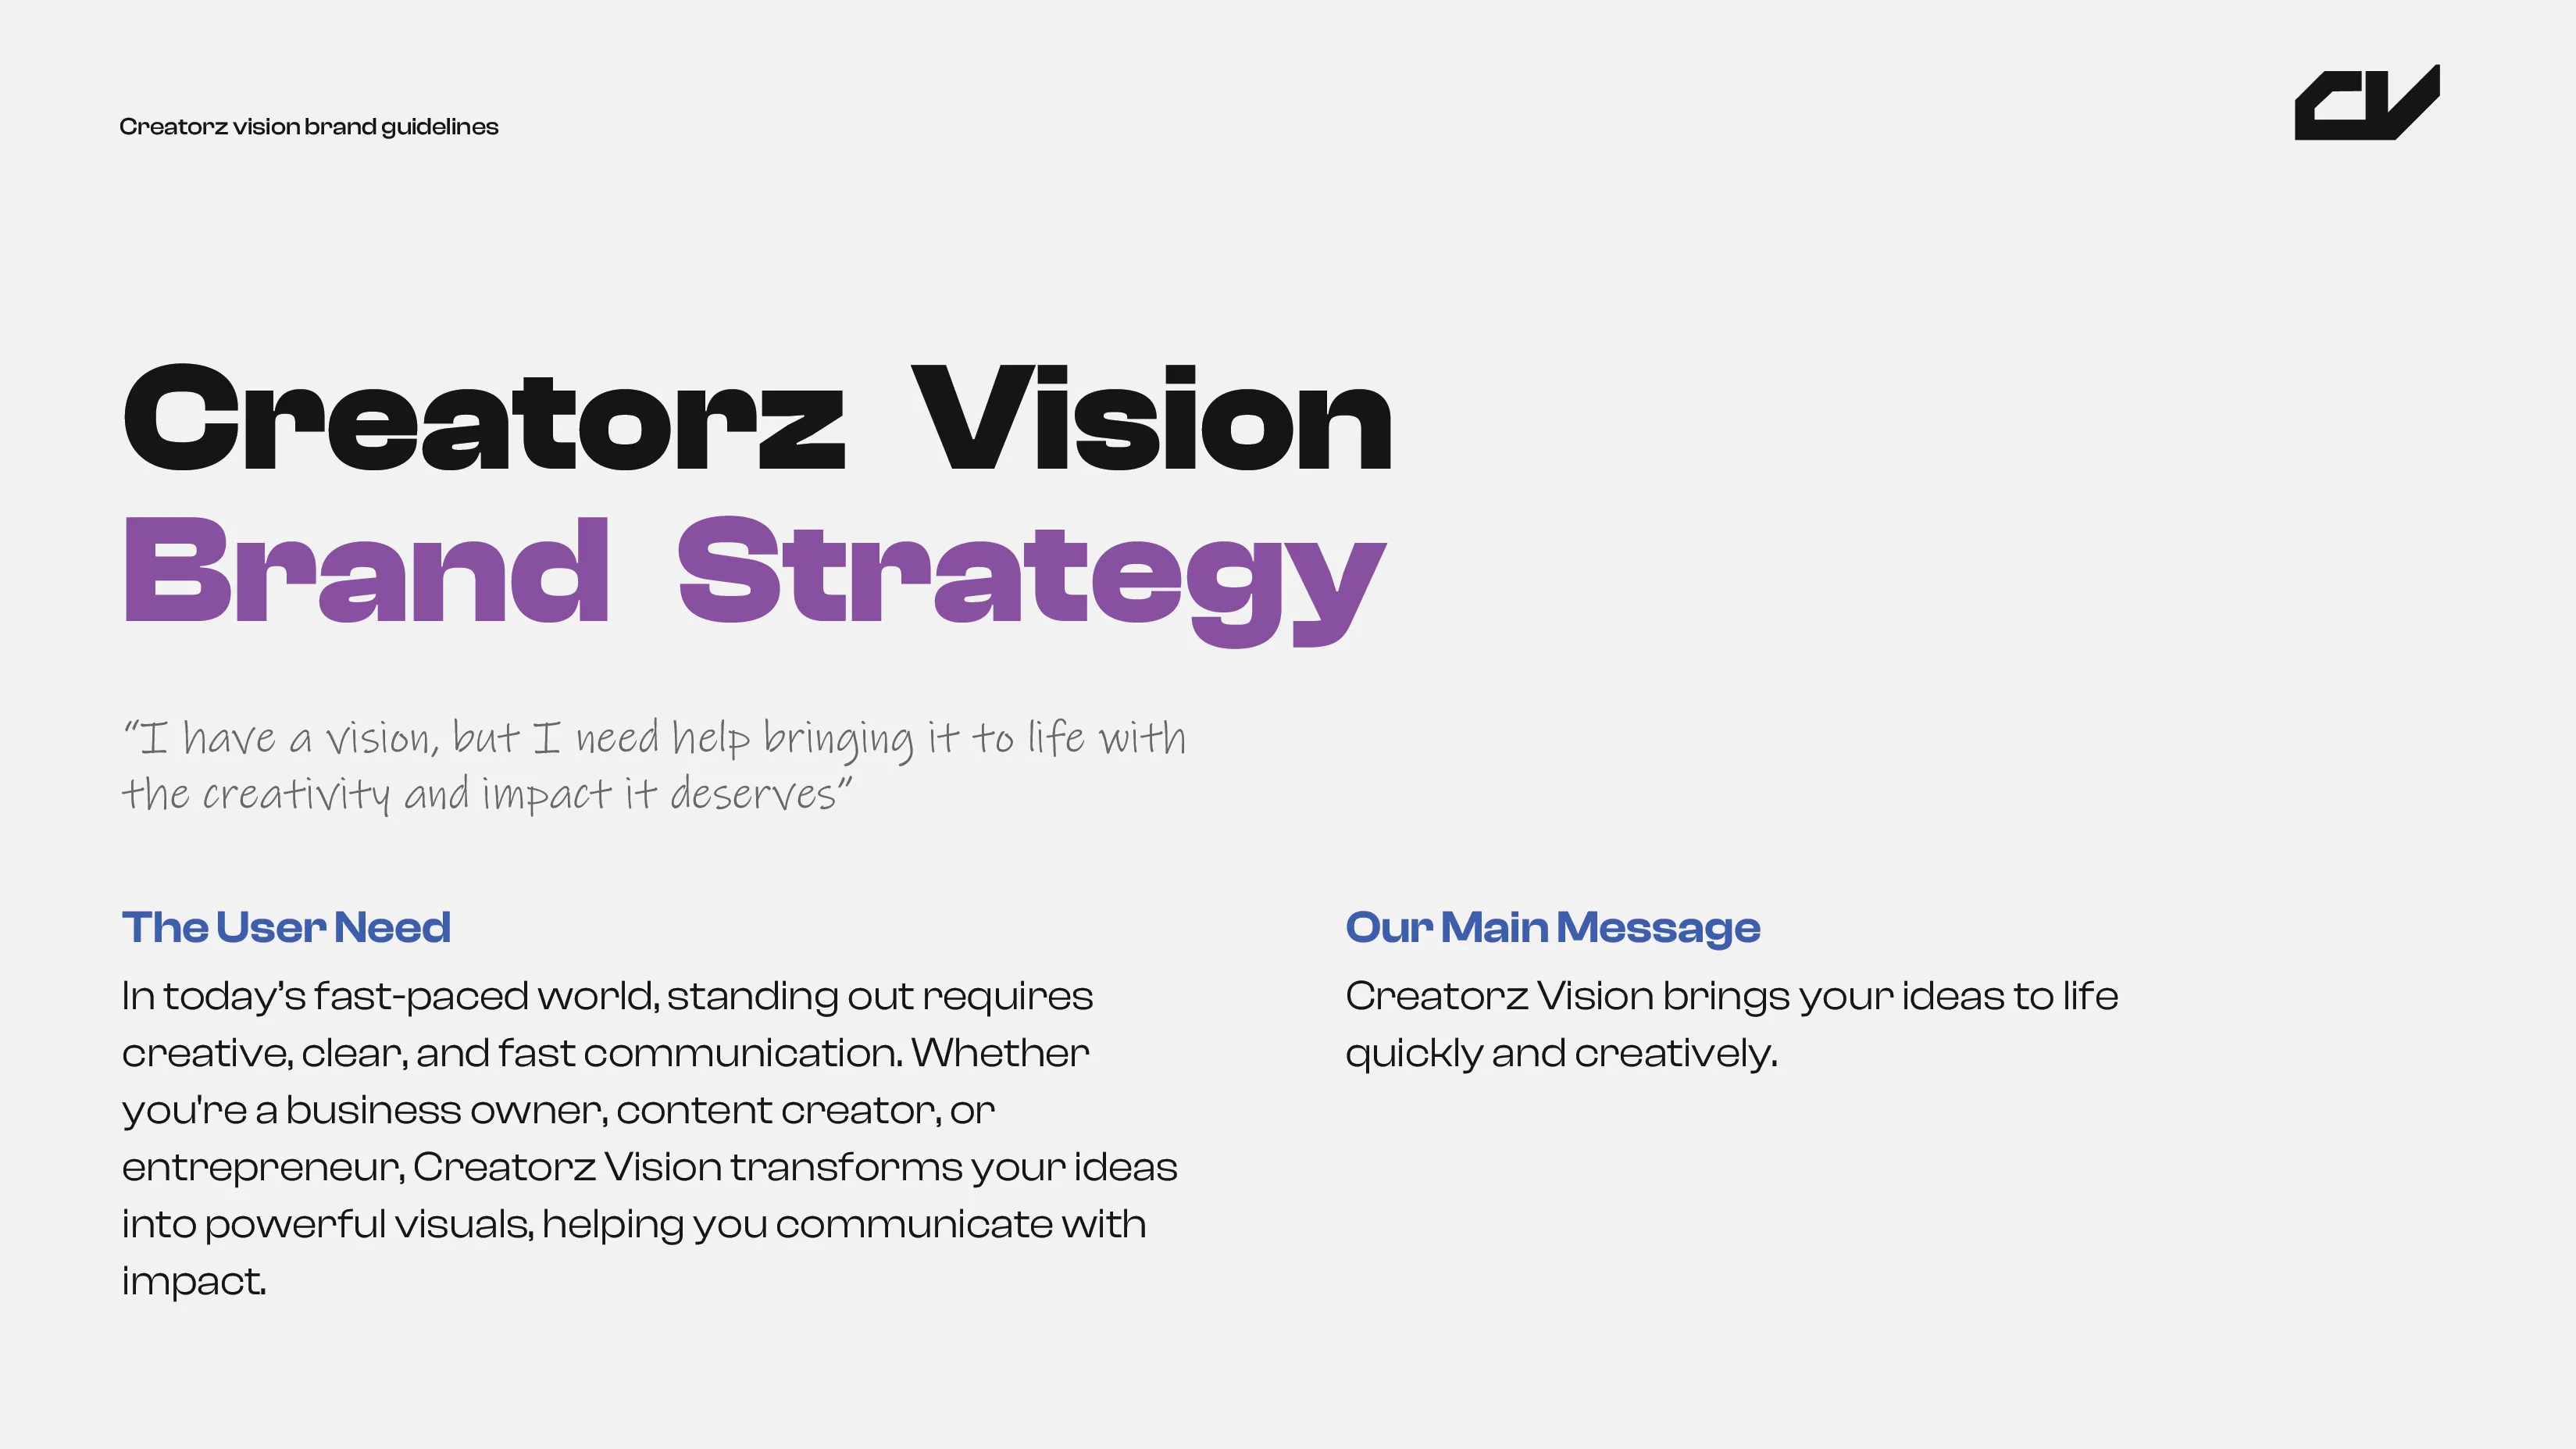 Creatorz vision brand guidelines
CV
Creatorz Vision
Brand Strategy
“I have a vision, but I need help bringing it to life with
the creativity and impact it deserves”
The User Need
In today’s fast-paced world, standing out requires
creative, clear, and fast communication. Whether
you're a business owner, content creator, or
entrepreneur, Creatorz Vision transforms your ideas
into powerful visuals, helping you communicate with
impact.
Our Main Message
Creatorz Vision brings your ideas to life
quickly and creatively.